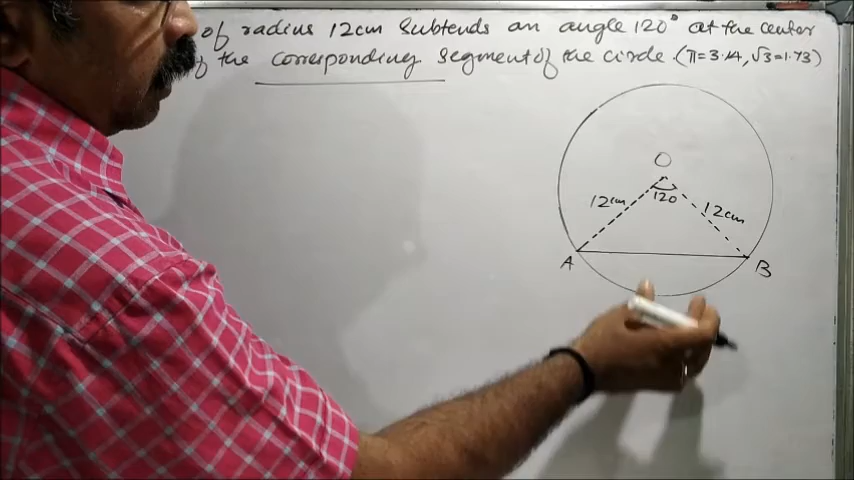 of radius 12cm Subtends an angle 120° at the center
the corresponding segment of the circle. (π=3.14, √3=1.73)
O
120
12cm
12cm
A
B